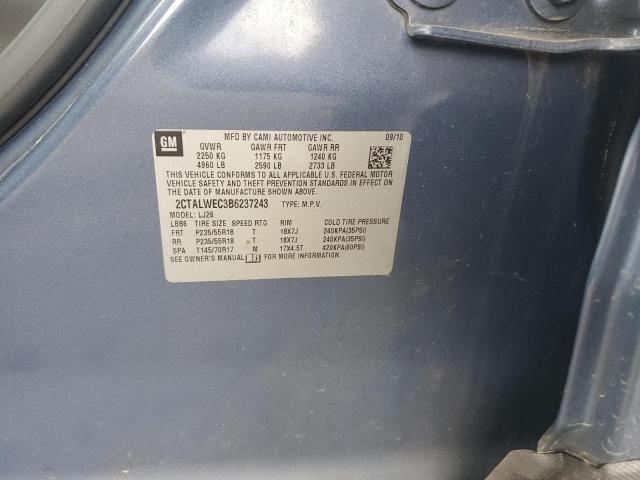 GM
MFD BY CAMI AUTOMOTIVE INC. 09/10
GVWR GAWR FRT GAWR RR
2250 KG 1175 KG 1240 KG
4960 LB 2590 LB 2733 LB
THIS VEHICLE CONFORMS TO ALL APPLICABLE U.S. FEDERAL MOTOR
VEHICLE SAFETY AND THEFT PREVENTION STANDARDS IN EFFECT ON
THE DATE OF MANUFACTURE SHOWN ABOVE.
2CTALWEC3B6237243 TYPE: M.P.V.
MODEL: LJ26
LBB6 TIRE SIZE SPEED RTG RIM COLD TIRE PRESSURE
FRT P235/55R18 T 18X7J 240KPA(35PSI)
RR P235/55R18 T 18X7J 240KPA(35PSI)
SPA T145/70R17 M 17X4.5T 420KPA(60PSI)
SEE OWNER'S MANUAL FOR MORE INFORMATION.